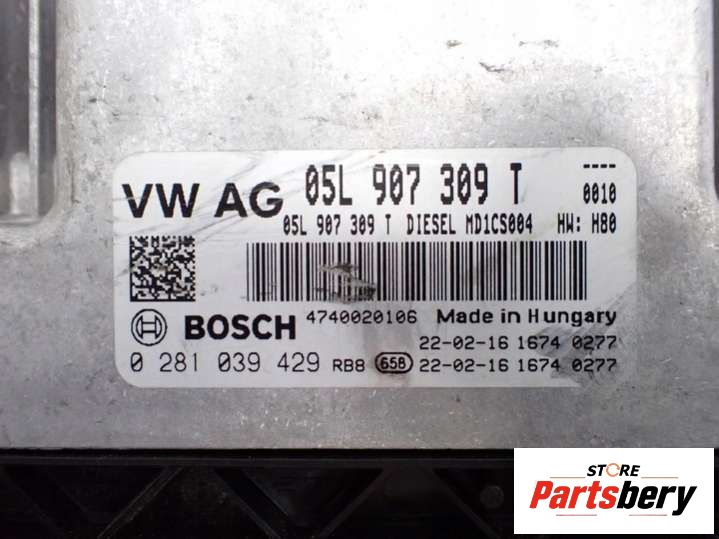 VW AG 05L 907 309 T ----
0010
05L 907 309 T DIESEL MD1CS004 HW: H80
BOSCH 4740020106 Made in Hungary
22-02-16 1674 0277
0 281 039 429 RB8 658 22-02-16 1674 0277
STORE
Partsbery